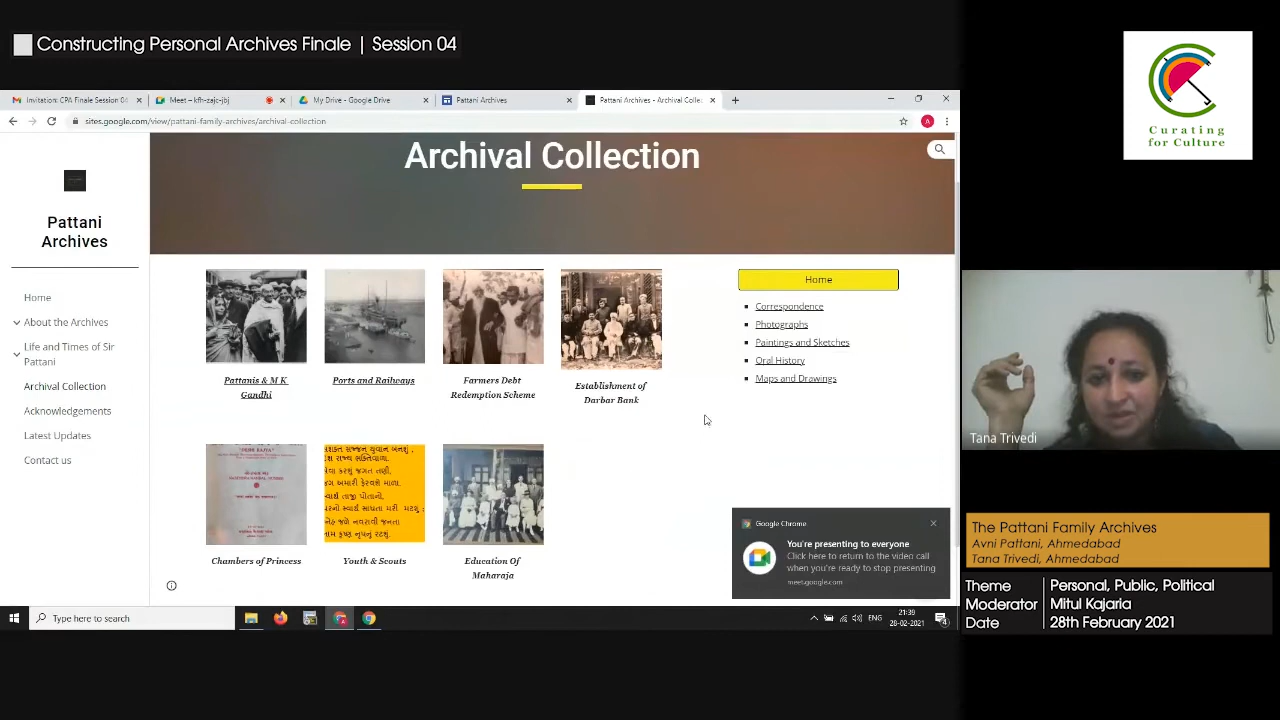 Constructing Personal Archives Finale | Session 04
Invitation: CPA Finale Session 04
Meet – kfh-zajc-jbj
My Drive - Google Drive
Pattani Archives
Pattani Archives - Archival Colle
sites.google.com/view/pattani-family-archives/archival-collection
A
Curating
for Culture
Archival Collection
Pattani
Archives
Home
About the Archives
Life and Times of Sir
Pattani
Archival Collection
Acknowledgements
Latest Updates
Contact us
Pattanis & M K
Gandhi
Ports and Railways
Farmers Debt
Redemption Scheme
Establishment of
Darbar Bank
Home
Correspondence
Photographs
Paintings and Sketches
Oral History
Maps and Drawings
Chambers of Princess
Youth & Scouts
Education Of
Maharaja
Google Chrome
You're presenting to everyone
Click here to return to the video call
when you're ready to stop presenting
meet.google.com
Tana Trivedi
The Pattani Family Archives
Avni Pattani, Ahmedabad
Tana Trivedi, Ahmedabad
Theme Personal, Public, Political
Moderator Mitul Kajaria
Date 28th February 2021
Type here to search
ENG
21:39
28-02-2021
4